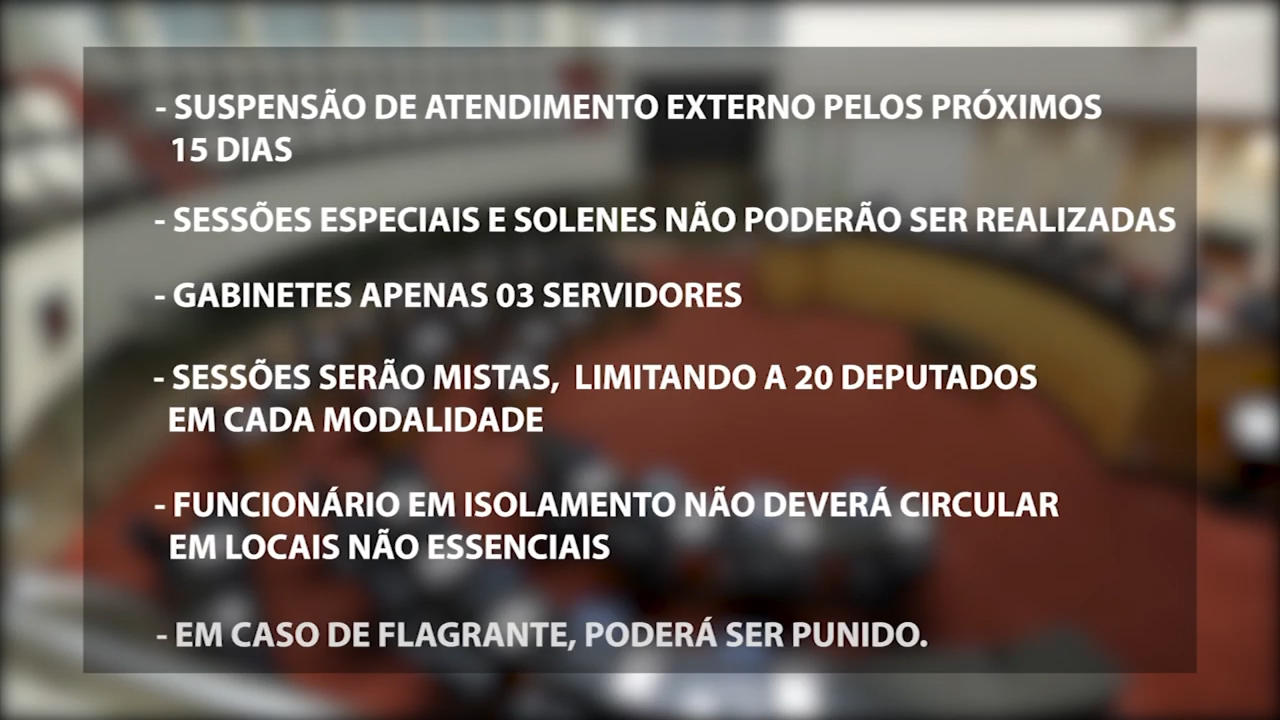 - SUSPENSÃO DE ATENDIMENTO EXTERNO PELOS PRÓXIMOS
15 DIAS
- SESSÕES ESPECIAIS E SOLENES NÃO PODERÃO SER REALIZADAS
- GABINETES APENAS 03 SERVIDORES
- SESSÕES SERÃO MISTAS, LIMITANDO A 20 DEPUTADOS
EM CADA MODALIDADE
- FUNCIONÁRIO EM ISOLAMENTO NÃO DEVERÁ CIRCULAR
EM LOCAIS NÃO ESSENCIAIS
- EM CASO DE FLAGRANTE, PODERÁ SER PUNIDO.